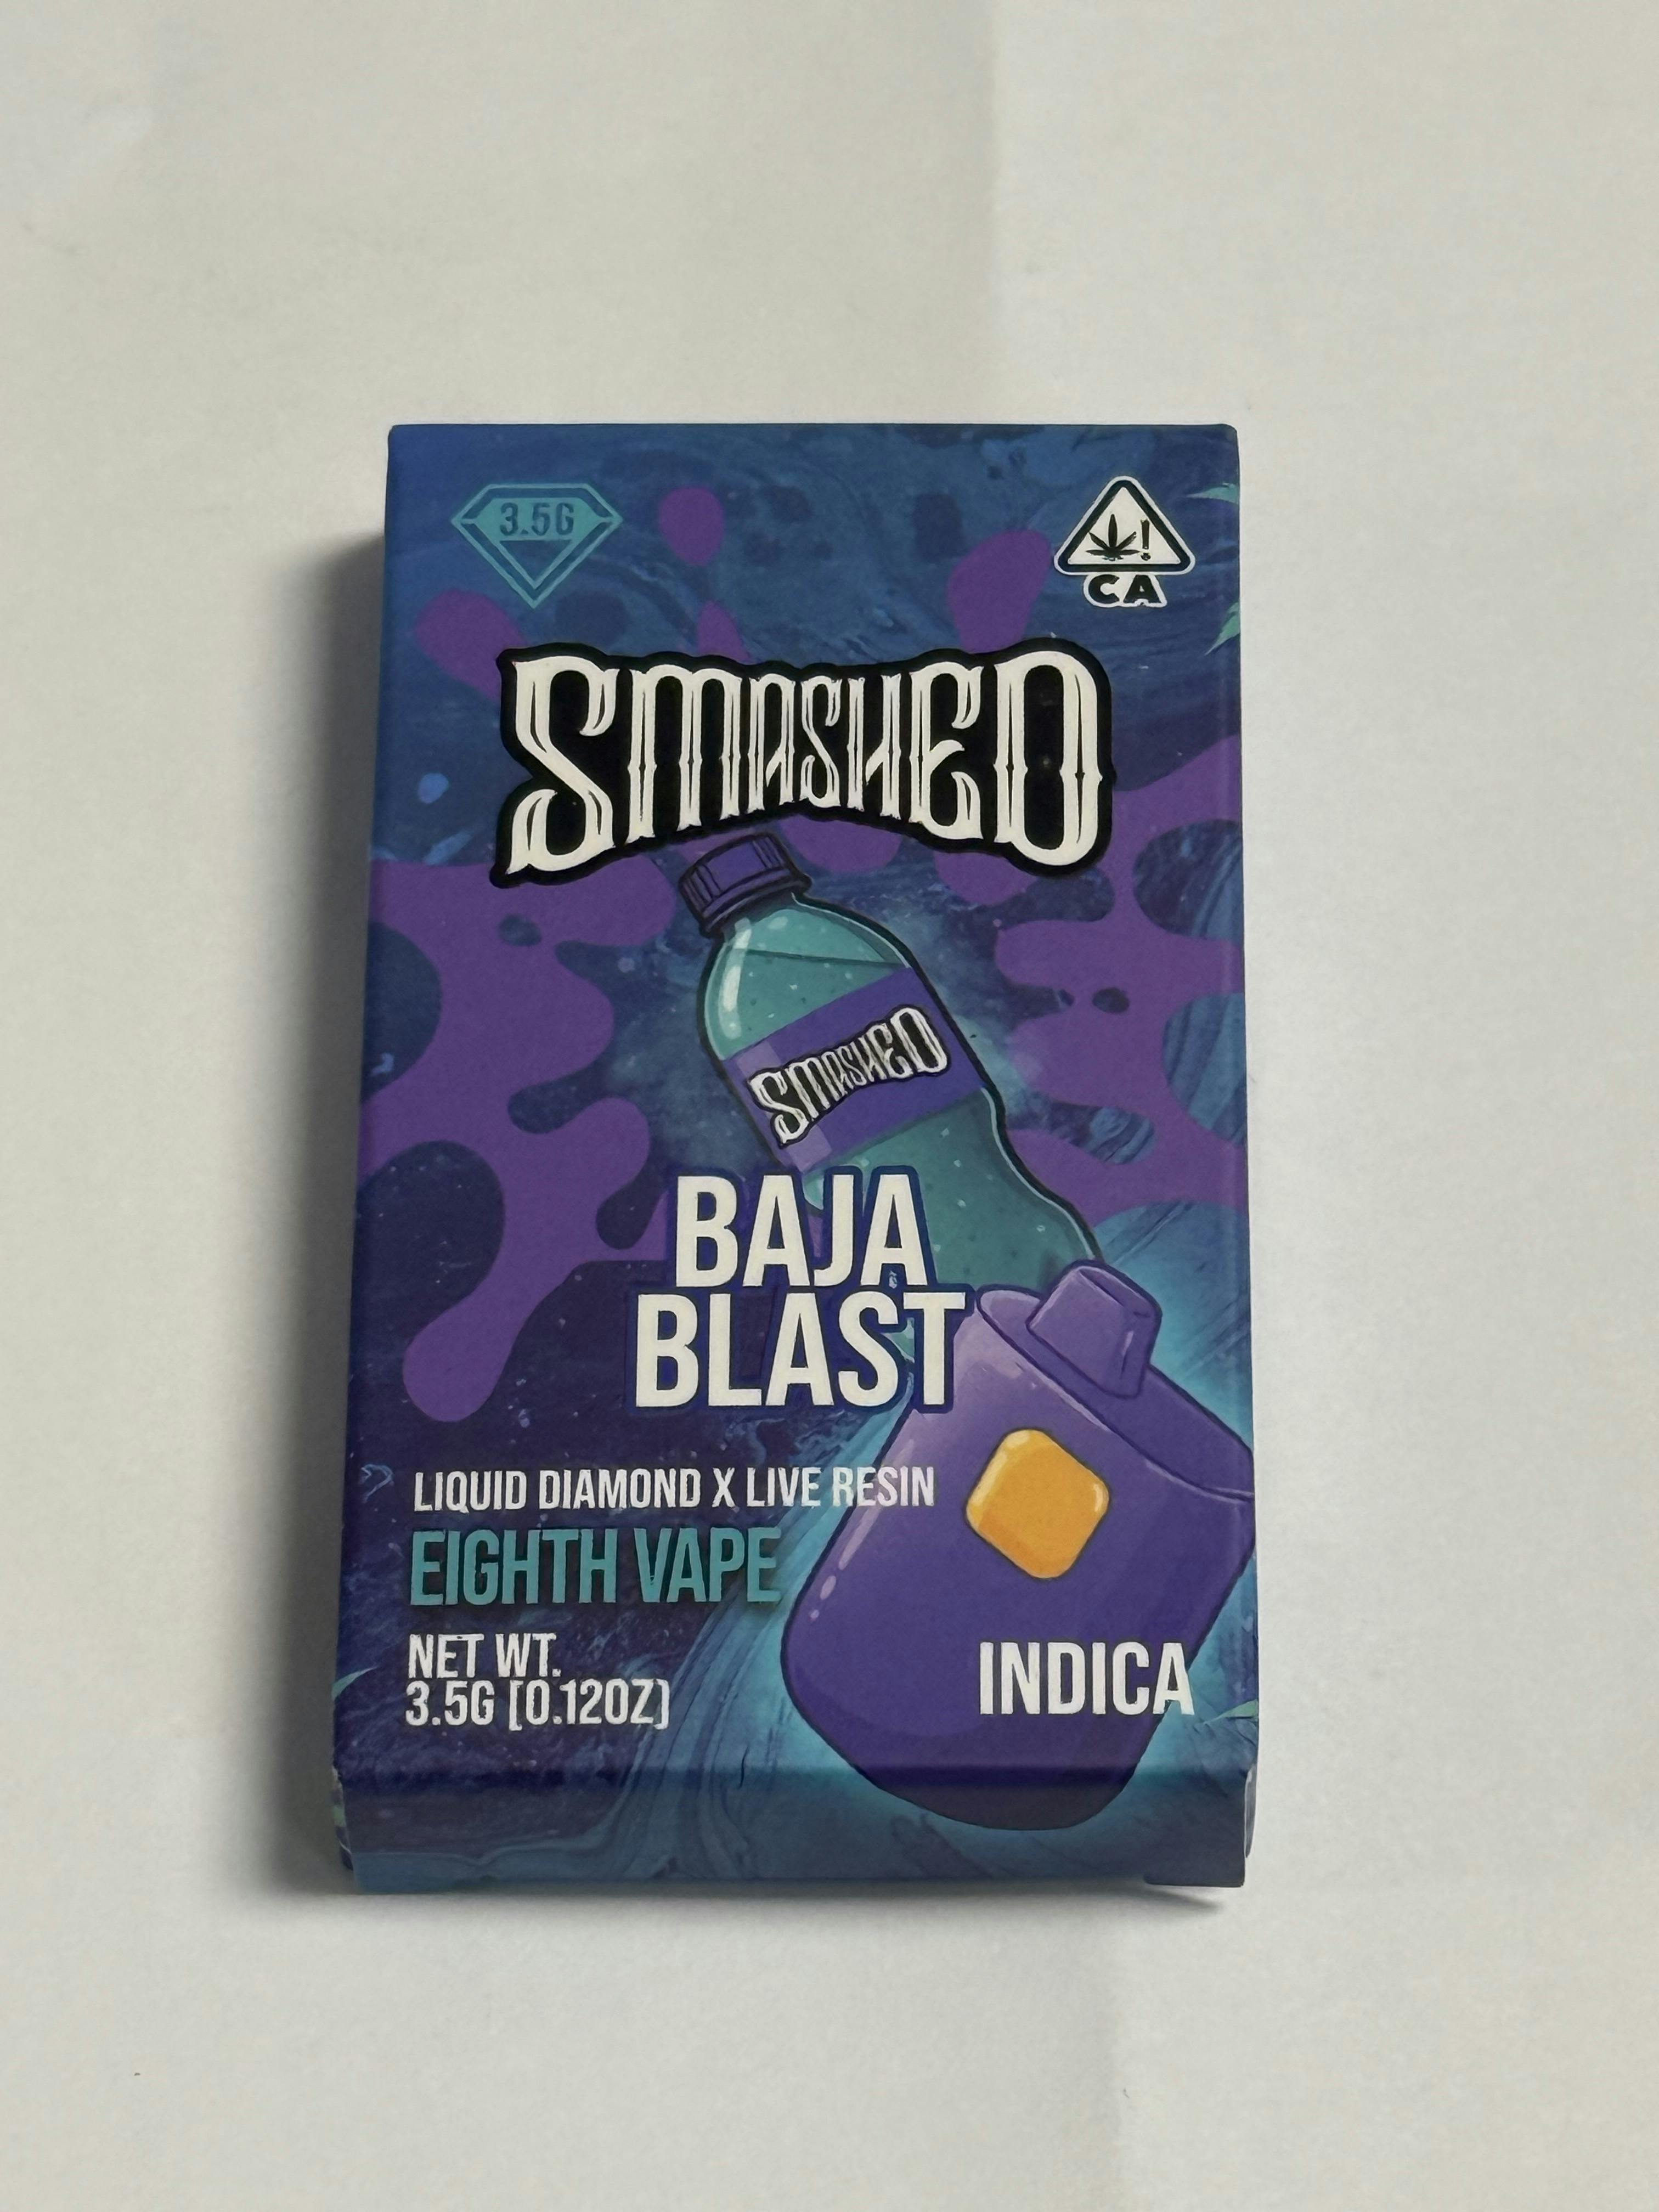 3.5G
!
CA
SMASHED
SMASHED
BAJA
BLAST
LIQUID DIAMOND X LIVE RESIN
EIGHTH VAPE
NET WT.
3.5G [0.12OZ]
INDICA